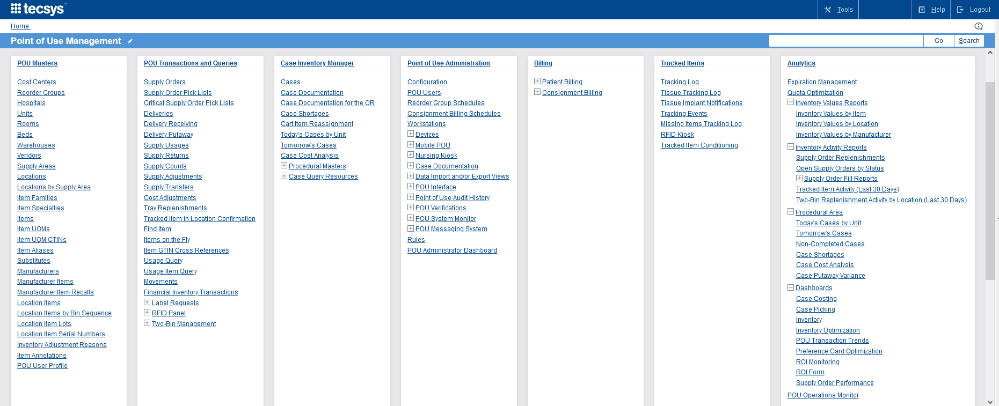 tecsys
Tools
Help
Logout
Home
Point of Use Management
Go
Search
POU Masters
Cost Centers
Reorder Groups
Hospitals
Units
Rooms
Beds
Warehouses
Vendors
Supply Areas
Locations
Locations by Supply Area
Item Families
Item Specialties
Items
Item UOMs
Item UOM GTINs
Item Aliases
Substitutes
Manufacturers
Manufacturer Items
Manufacturer Item Recalls
Location Items
Location Items by Bin Sequence
Location Item Lots
Location Item Serial Numbers
Inventory Adjustment Reasons
Item Annotations
POU User Profile
POU Transactions and Queries
Supply Orders
Supply Order Pick Lists
Critical Supply Order Pick Lists
Deliveries
Delivery Receiving
Delivery Putaway
Supply Usages
Supply Returns
Supply Counts
Supply Adjustments
Supply Transfers
Cost Adjustments
Tray Replenishments
Tracked Item in Location Confirmation
Find Item
Items on the Fly
Item GTIN Cross References
Usage Query
Usage Item Query
Movements
Financial Inventory Transactions
Label Requests
RFID Panel
Two-Bin Management
Case Inventory Manager
Cases
Case Documentation
Case Documentation for the OR
Case Shortages
Cart Item Reassignment
Today's Cases by Unit
Tomorrow's Cases
Case Cost Analysis
Procedural Masters
Case Query Resources
Point of Use Administration
Configuration
POU Users
Reorder Group Schedules
Consignment Billing Schedules
Workstations
Devices
Mobile POU
Nursing Kiosk
Case Documentation
Data Import and/or Export Views
POU Interface
Point of Use Audit History
POU Verifications
POU System Monitor
POU Messaging System
Rules
POU Administrator Dashboard
Billing
Patient Billing
Consignment Billing
Tracked Items
Tracking Log
Tissue Tracking Log
Tissue Implant Notifications
Tracking Events
Missing Items Tracking Log
RFID Kiosk
Tracked Item Conditioning
Analytics
Expiration Management
Quota Optimization
Inventory Values Reports
Inventory Values by Item
Inventory Values by Location
Inventory Values by Manufacturer
Inventory Activity Reports
Supply Order Replenishments
Open Supply Orders by Status
Supply Order Fill Reports
Tracked Item Activity (Last 30 Days)
Two-Bin Replenishment Activity by Location (Last 30 Days)
Procedural Area
Today's Cases by Unit
Tomorrow's Cases
Non-Completed Cases
Case Shortages
Case Cost Analysis
Case Putaway Variance
Dashboards
Case Costing
Case Picking
Inventory
Inventory Optimization
POU Transaction Trends
Preference Card Optimization
ROI Monitoring
ROI Form
Supply Order Performance
POU Operations Monitor